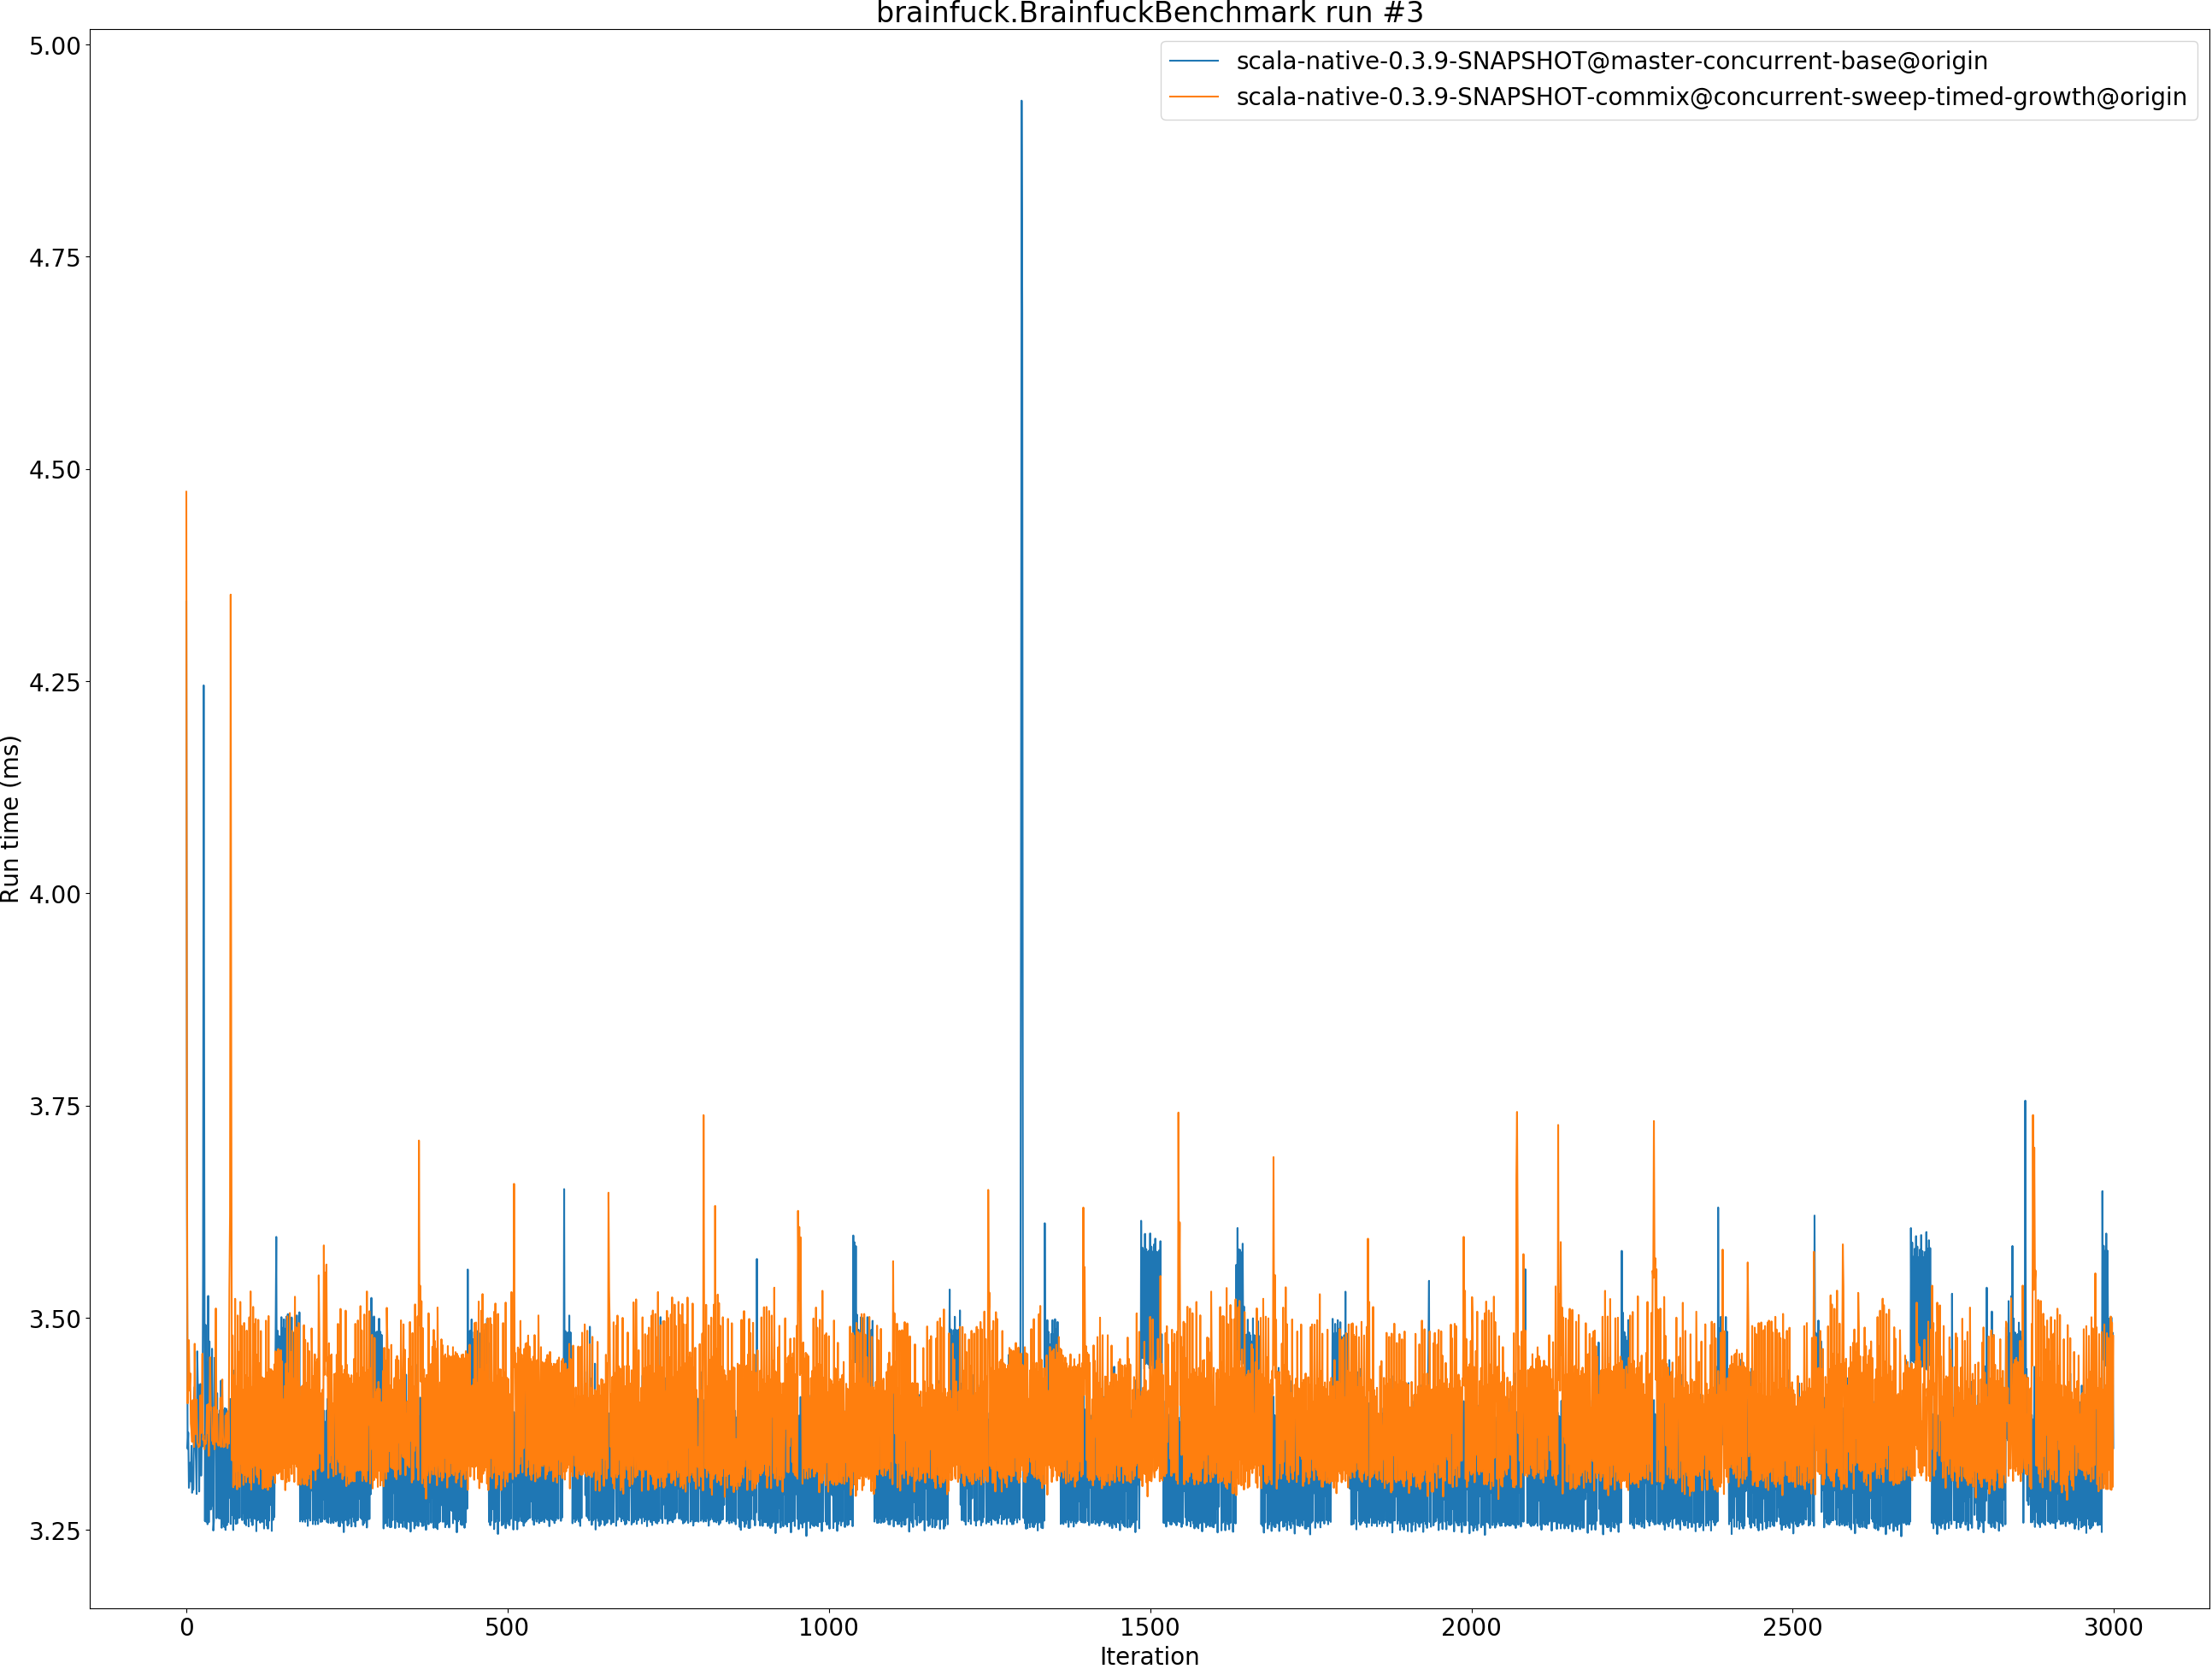 brainfuck.BrainfuckBenchmark run #3
scala-native-0.3.9-SNAPSHOT@master-concurrent-base@origin
scala-native-0.3.9-SNAPSHOT-commix@concurrent-sweep-timed-growth@origin
5.00
4.75
4.50
4.25
4.00
3.75
3.50
3.25
Run time (ms)
0 500 1000 1500 2000 2500 3000
Iteration